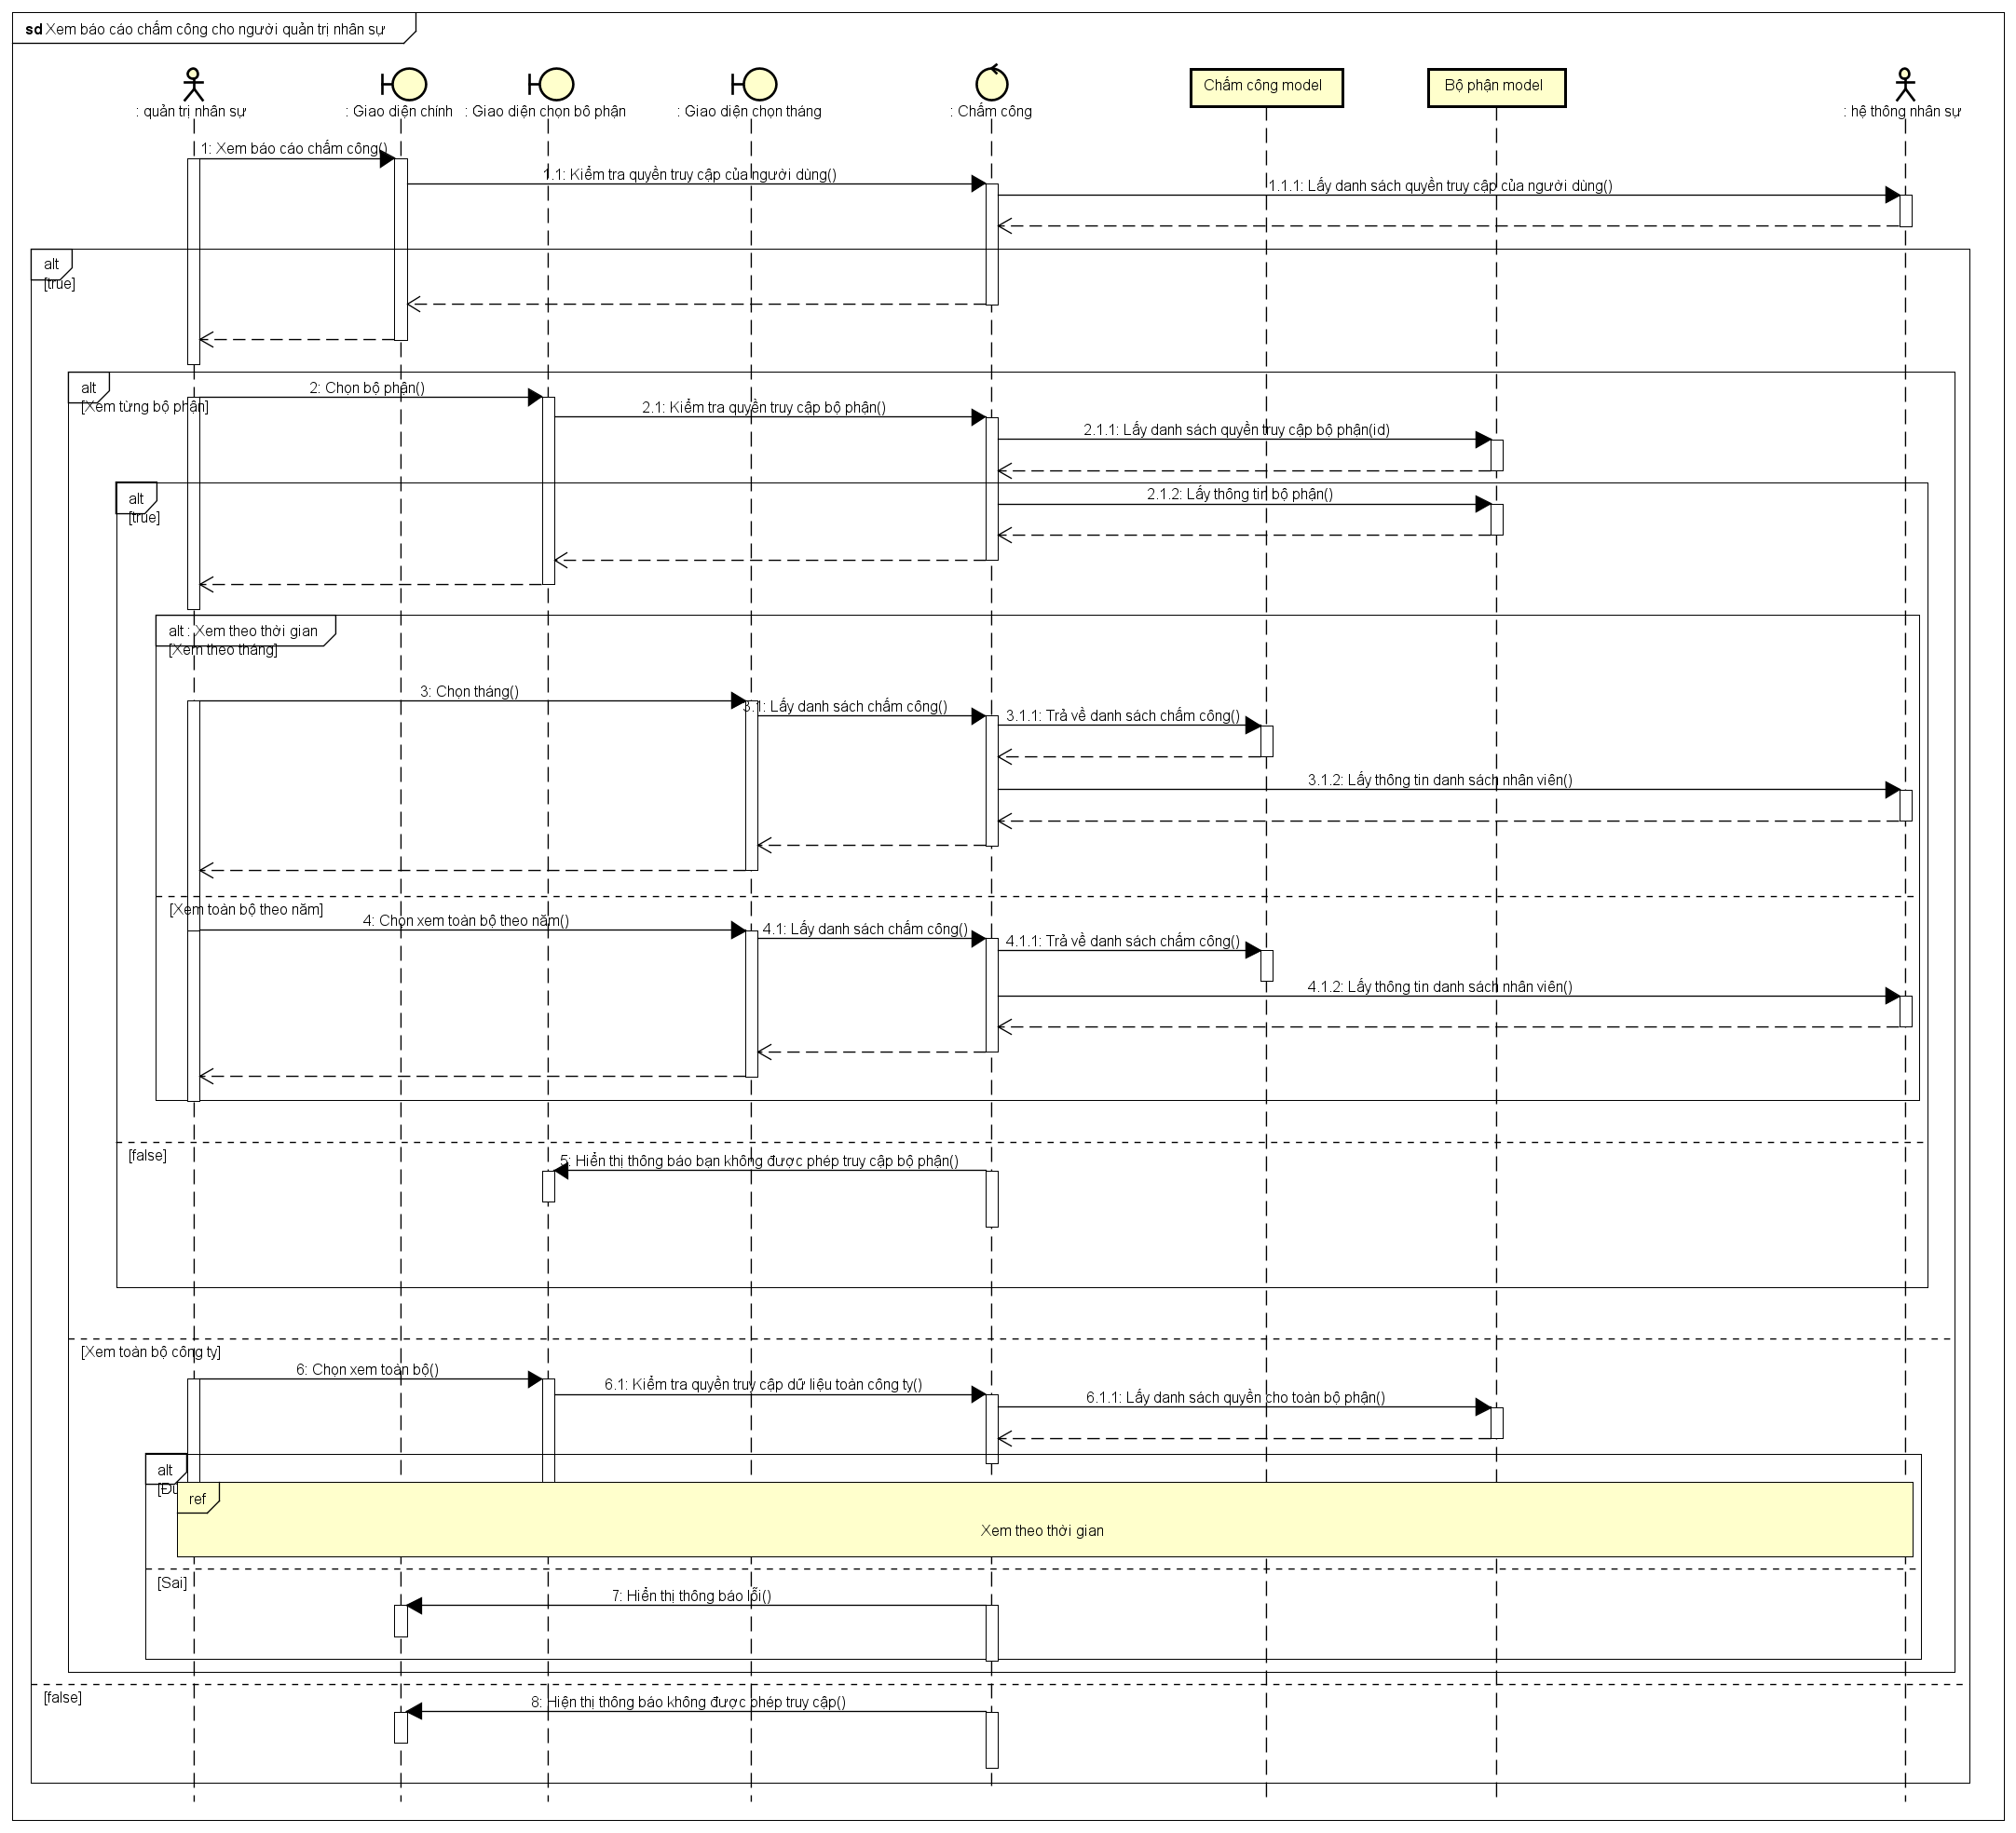 sd Xem báo cáo chấm công cho người quản trị nhân sự
: quản trị nhân sự
: Giao diện chính
: Giao diện chọn bộ phận
: Giao diện chọn tháng
: Chấm công
Chấm công model
Bộ phận model
: hệ thống nhân sự
1: Xem báo cáo chấm công()
1.1: Kiểm tra quyền truy cập của người dùng()
1.1.1: Lấy danh sách quyền truy cập của người dùng()
alt
[true]
alt
[Xem từng bộ phận]
2: Chọn bộ phận()
2.1: Kiểm tra quyền truy cập bộ phận()
2.1.1: Lấy danh sách quyền truy cập bộ phận(id)
alt
[true]
2.1.2: Lấy thông tin bộ phận()
alt : Xem theo thời gian
[Xem theo tháng]
3: Chọn tháng()
3.1: Lấy danh sách chấm công()
3.1.1: Trả về danh sách chấm công()
3.1.2: Lấy thông tin danh sách nhân viên()
[Xem toàn bộ theo năm]
4: Chọn xem toàn bộ theo năm()
4.1: Lấy danh sách chấm công()
4.1.1: Trả về danh sách chấm công()
4.1.2: Lấy thông tin danh sách nhân viên()
[false]
5: Hiển thị thông báo bạn không được phép truy cập bộ phận()
[Xem toàn bộ công ty]
6: Chọn xem toàn bộ()
6.1: Kiểm tra quyền truy cập dữ liệu toàn công ty()
6.1.1: Lấy danh sách quyền cho toàn bộ phận()
alt
ref
Xem theo thời gian
[Sai]
7: Hiển thị thông báo lỗi()
[false]
8: Hiện thị thông báo không được phép truy cập()